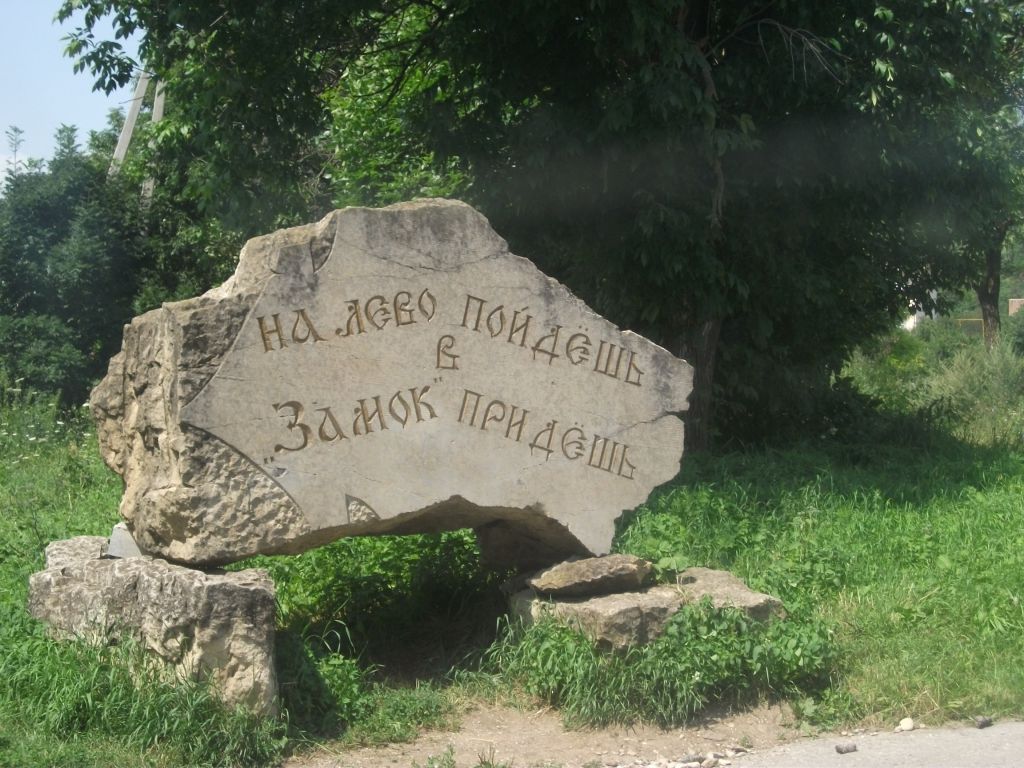 на лево пойдёшь
в
„Замок" придёшь